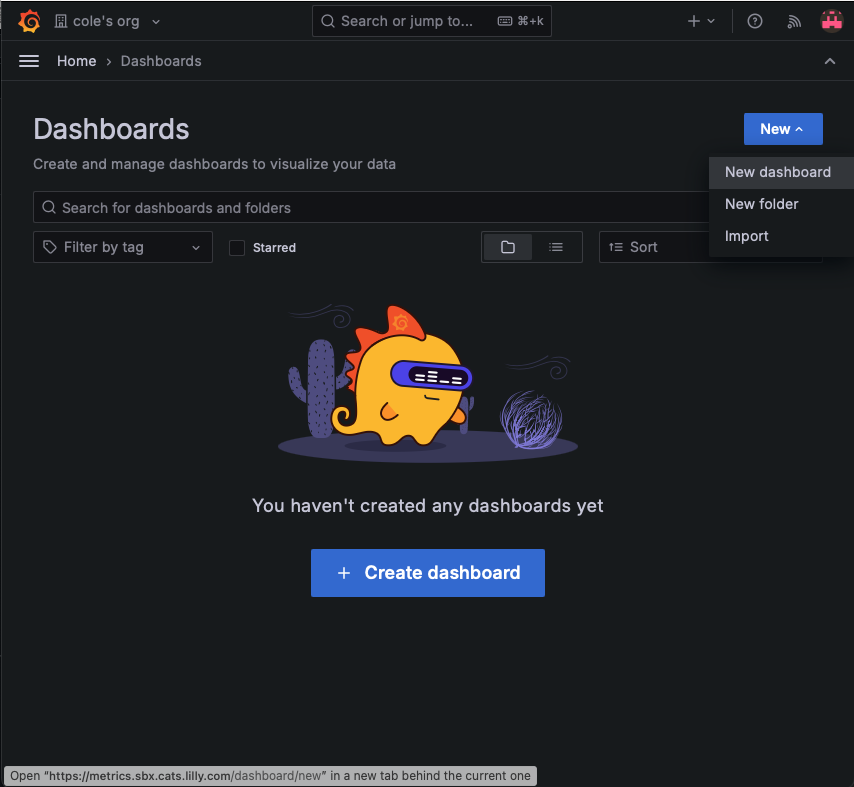 cole's org
Search or jump to... ⌘+k
Home › Dashboards
Dashboards
New
Create and manage dashboards to visualize your data
New dashboard
New folder
Import
Search for dashboards and folders
Filter by tag
Starred
Sort
You haven't created any dashboards yet
+ Create dashboard
Open “https://metrics.sbx.cats.lilly.com/dashboard/new” in a new tab behind the current one